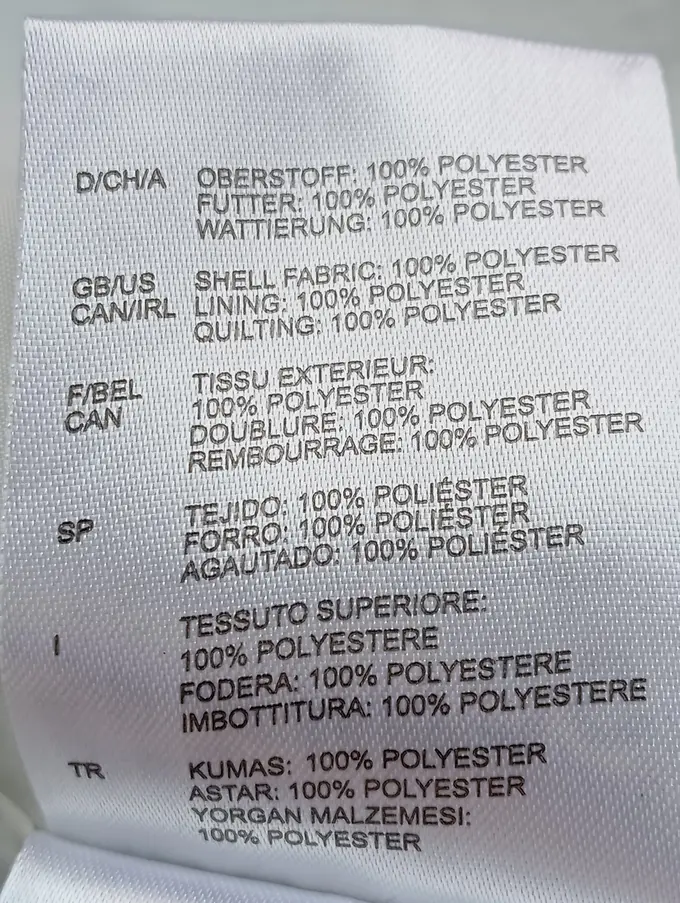 D/CH/A OBERSTOFF: 100% POLYESTER
FUTTER: 100% POLYESTER
WATTIERUNG: 100% POLYESTER
GB/US SHELL FABRIC: 100% POLYESTER
CAN/IRL LINING: 100% POLYESTER
QUILTING: 100% POLYESTER
F/BEL TISSU EXTERIEUR:
CAN 100% POLYESTER
DOUBLURE: 100% POLYESTER
REMBOURRAGE: 100% POLYESTER
SP TEJIDO: 100% POLIÉSTER
FORRO: 100% POLIÉSTER
AGAUTADO: 100% POLIÉSTER
I TESSUTO SUPERIORE:
100% POLYESTERE
FODERA: 100% POLYESTERE
IMBOTTITURA: 100% POLYESTERE
TR KUMAS: 100% POLYESTER
ASTAR: 100% POLYESTER
YORGAN MALZEMESI:
100% POLYESTER